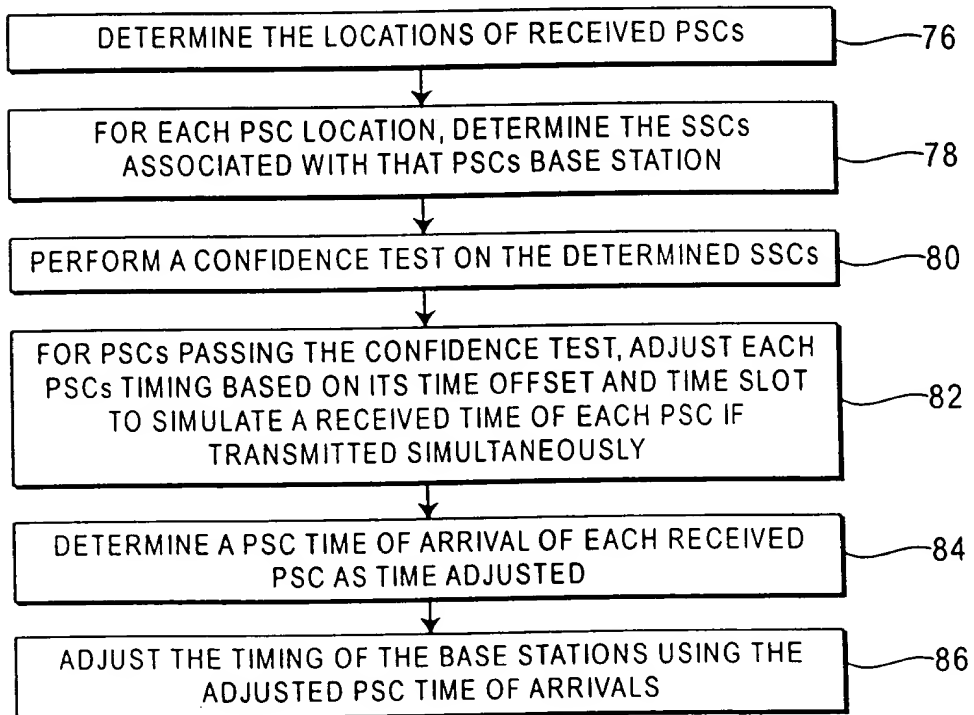 DETERMINE THE LOCATIONS OF RECEIVED PSCs
76
FOR EACH PSC LOCATION, DETERMINE THE SSCs
ASSOCIATED WITH THAT PSCs BASE STATION
78
PERFORM A CONFIDENCE TEST ON THE DETERMINED SSCs
80
FOR PSCs PASSING THE CONFIDENCE TEST, ADJUST EACH
PSCs TIMING BASED ON ITS TIME OFFSET AND TIME SLOT
TO SIMULATE A RECEIVED TIME OF EACH PSC IF
TRANSMITTED SIMULTANEOUSLY
82
DETERMINE A PSC TIME OF ARRIVAL OF EACH RECEIVED
PSC AS TIME ADJUSTED
84
ADJUST THE TIMING OF THE BASE STATIONS USING THE
ADJUSTED PSC TIME OF ARRIVALS
86